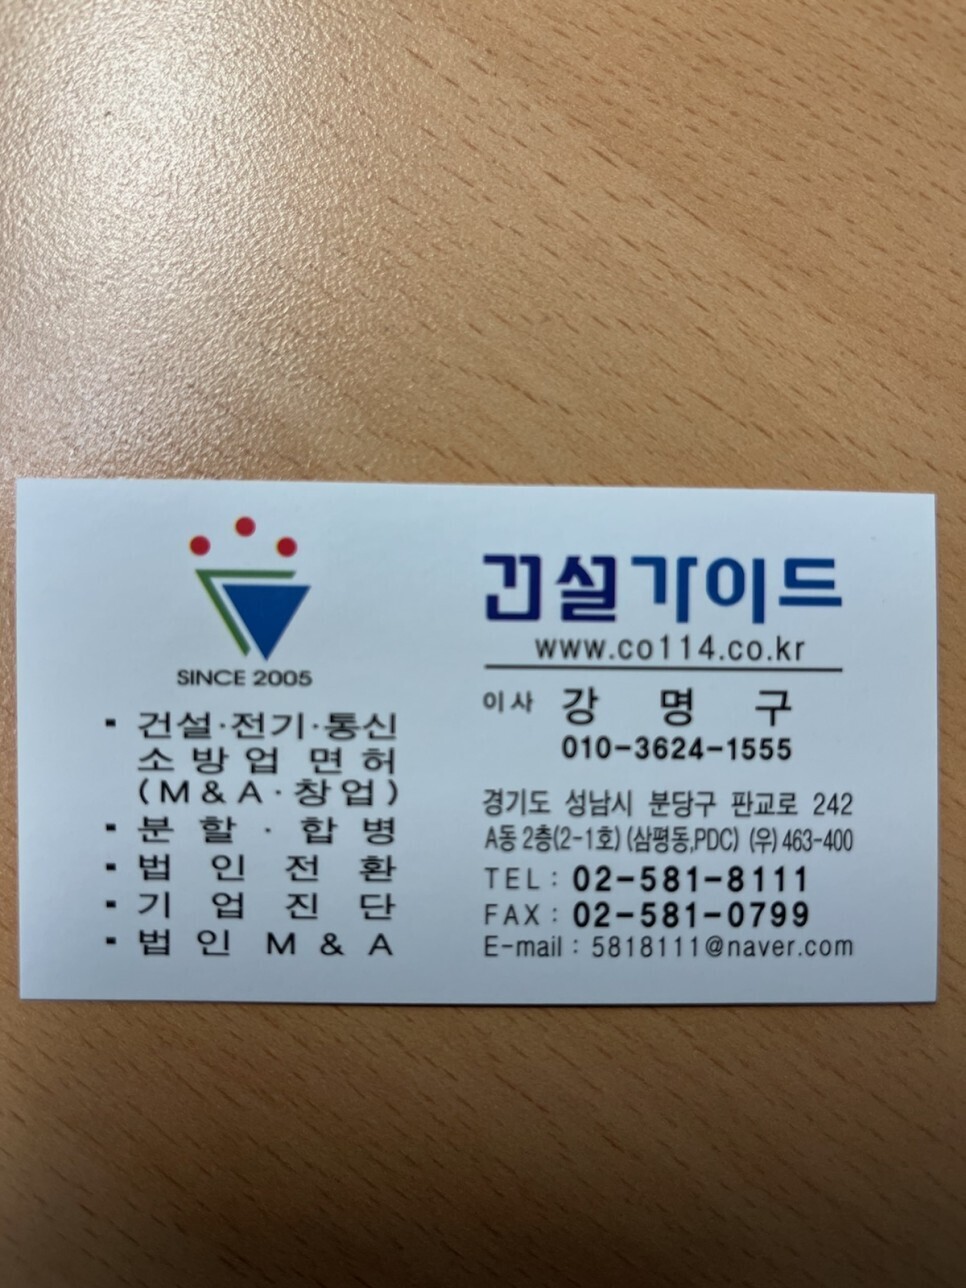 SINCE 2005
▪ 건설·전기·통신
소방업 면허
(M&A·창업)
▪ 분할·합병
▪ 법인전환
▪ 기업진단
▪ 법인 M&A
건설가이드
www.co114.co.kr
이사 강명구
010-3624-1555
경기도 성남시 분당구 판교로 242
A동 2층(2-1호) (삼평동,PDC) (우) 463-400
TEL : 02-581-8111
FAX : 02-581-0799
E-mail : 5818111@naver.com